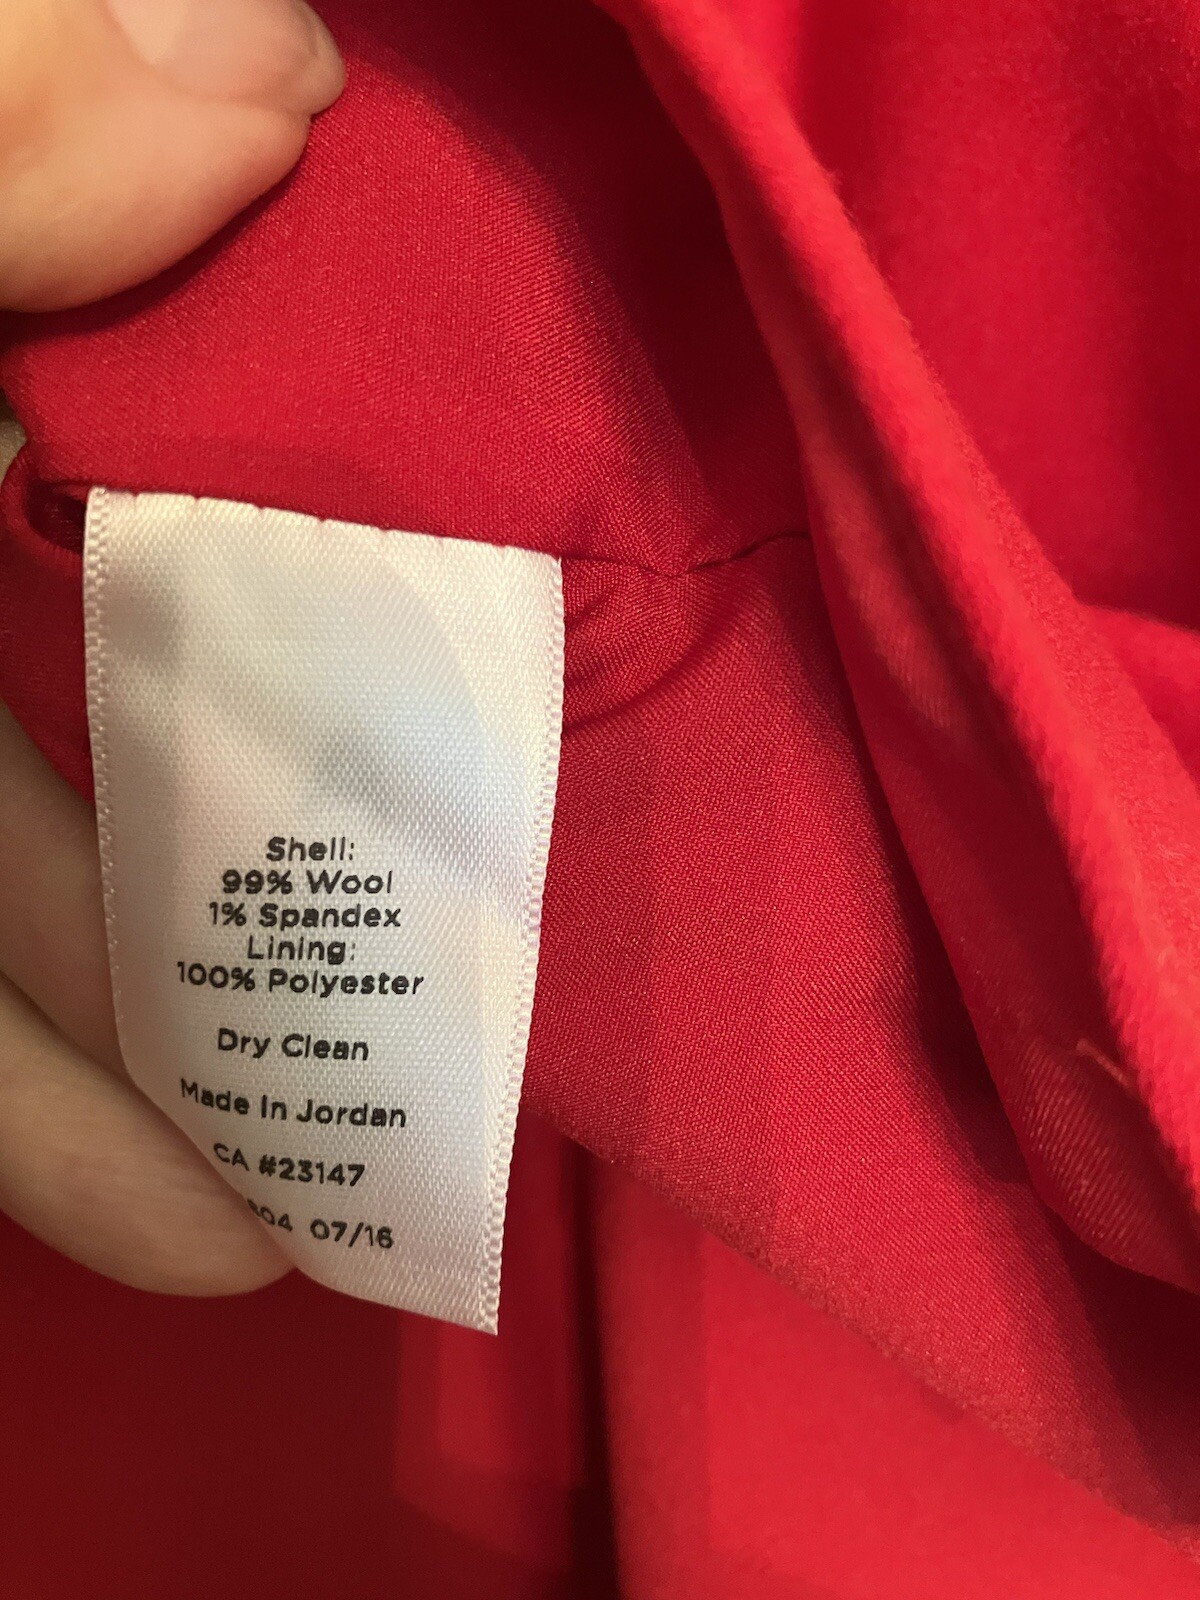 Shell:
99% Wool
1% Spandex
Lining:
100% Polyester
Dry Clean
Made In Jordan
CA #23147
07/16